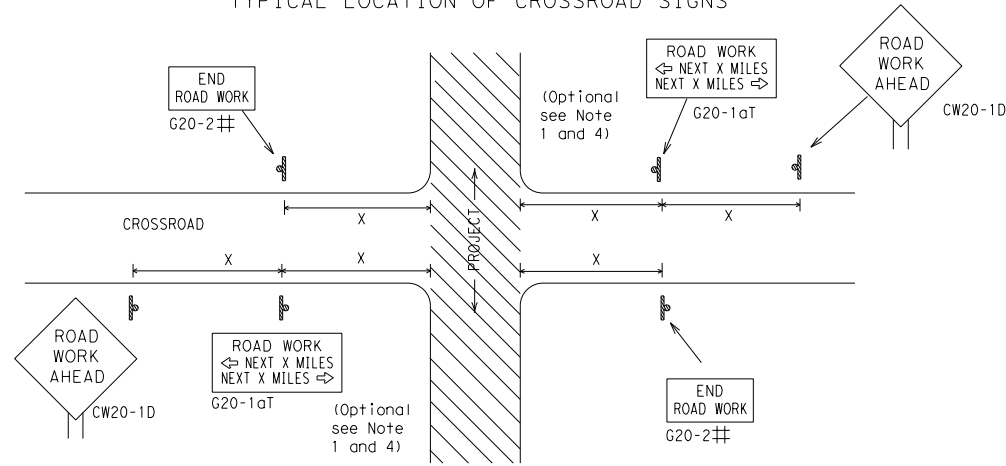 TYPICAL LOCATION OF CROSSROAD SIGNS
END
ROAD WORK
G20-2#
(Optional
see Note
1 and 4)
ROAD WORK
⇦ NEXT X MILES
NEXT X MILES ⇨
G20-1aT
ROAD
WORK
AHEAD
CW20-1D
X
X
X
CROSSROAD
PROJECT
X
X
X
ROAD
WORK
AHEAD
CW20-1D
ROAD WORK
⇦ NEXT X MILES
NEXT X MILES ⇨
G20-1aT
(Optional
see Note
1 and 4)
END
ROAD WORK
G20-2#